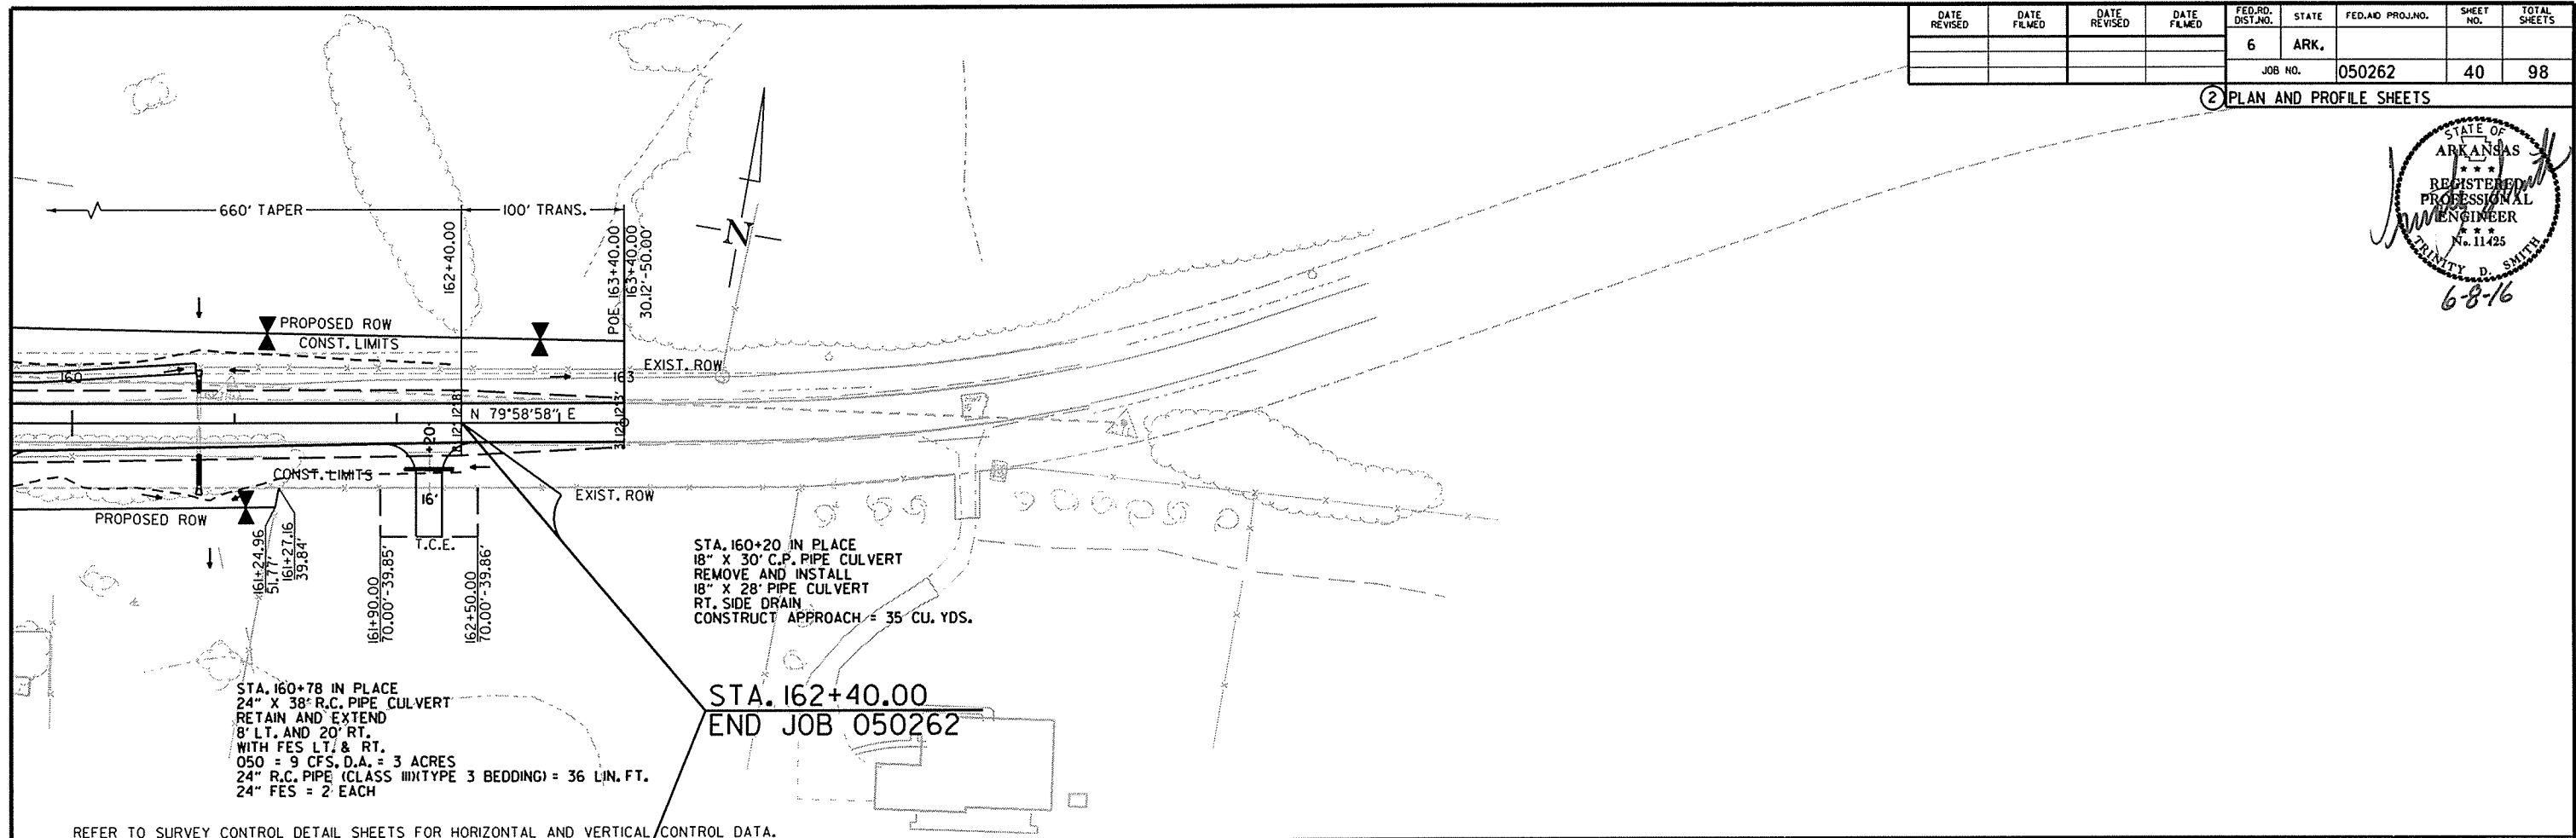 DATE REVISED
DATE FILMED
DATE REVISED
DATE FILMED
FED.RD. DIST.NO.
STATE
FED.AID PROJ.NO.
SHEET NO.
TOTAL SHEETS
6
ARK.
JOB NO.
050262
40
98
2 PLAN AND PROFILE SHEETS
STATE OF
ARKANSAS
REGISTERED
PROFESSIONAL
ENGINEER
No. 11425
TRINITY D. SMITH
6-8-16
660' TAPER
100' TRANS.
162+40.00
POE 163+40.00
163+40.00
30.12'-50.00'
N
PROPOSED ROW
CONST. LIMITS
EXIST. ROW
160
163
N 79°58'58" E
+20
16'
CONST. LIMITS
PROPOSED ROW
EXIST. ROW
T.C.E.
161+24.96
51.77'
161+27.16
39.84'
161+90.00
70.00'-39.85'
162+50.00
70.00'-39.86'
STA. 160+20 IN PLACE
18" X 30' C.P. PIPE CULVERT
REMOVE AND INSTALL
18" X 28' PIPE CULVERT
RT. SIDE DRAIN
CONSTRUCT APPROACH = 35 CU. YDS.
STA. 160+78 IN PLACE
24" X 38' R.C. PIPE CULVERT
RETAIN AND EXTEND
8' LT. AND 20' RT.
WITH FES LT. & RT.
Q50 = 9 CFS, D.A. = 3 ACRES
24" R.C. PIPE (CLASS III)(TYPE 3 BEDDING) = 36 LIN. FT.
24" FES = 2 EACH
STA. 162+40.00
END JOB 050262
REFER TO SURVEY CONTROL DETAIL SHEETS FOR HORIZONTAL AND VERTICAL CONTROL DATA.